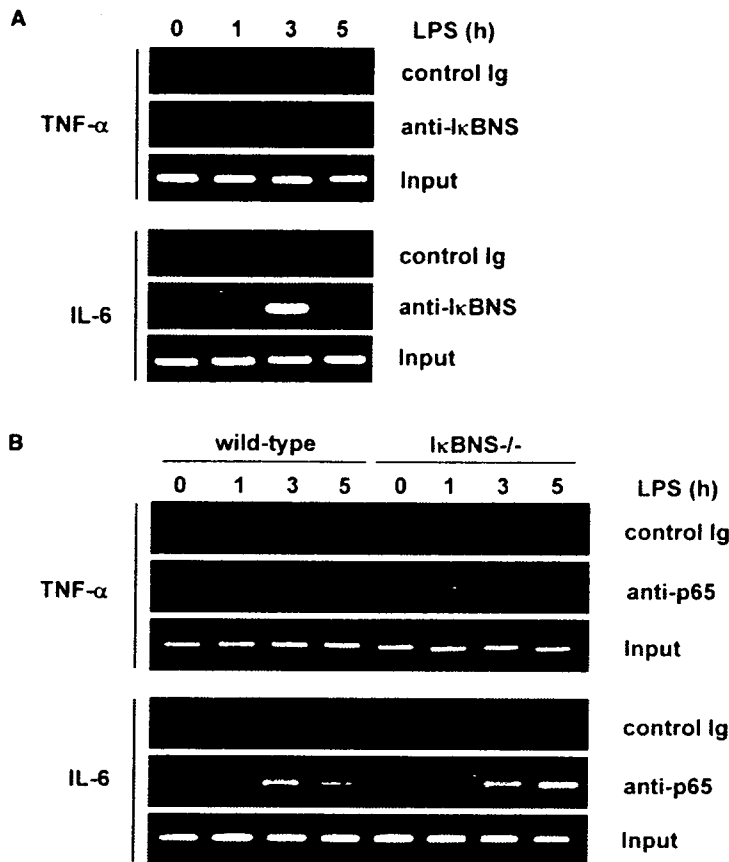 A
0 1 3 5 LPS (h)
control Ig
TNF-α anti-IκBNS
Input
control Ig
IL-6 anti-IκBNS
Input
B
wild-type IκBNS-/-
0 1 3 5 0 1 3 5 LPS (h)
control Ig
TNF-α anti-p65
Input
control Ig
IL-6 anti-p65
Input